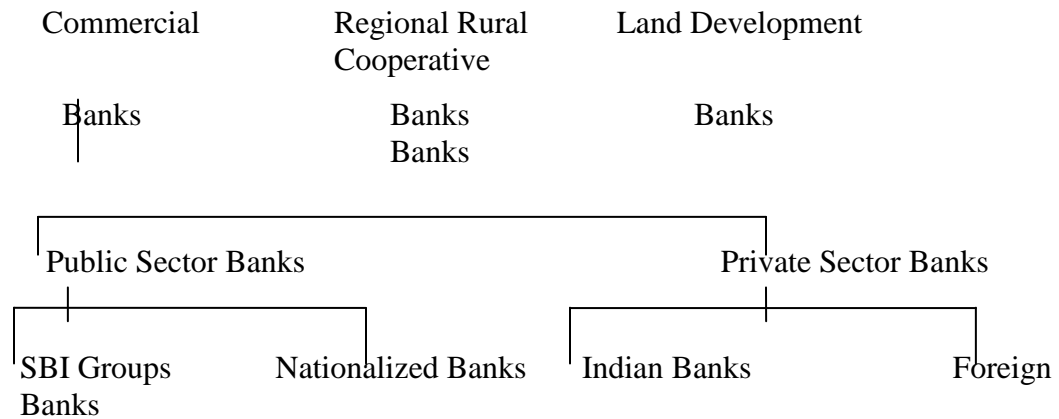 Commercial Regional Rural Land Development
Cooperative
Banks Banks Banks
Banks
Public Sector Banks Private Sector Banks
SBI Groups Nationalized Banks Indian Banks Foreign
Banks